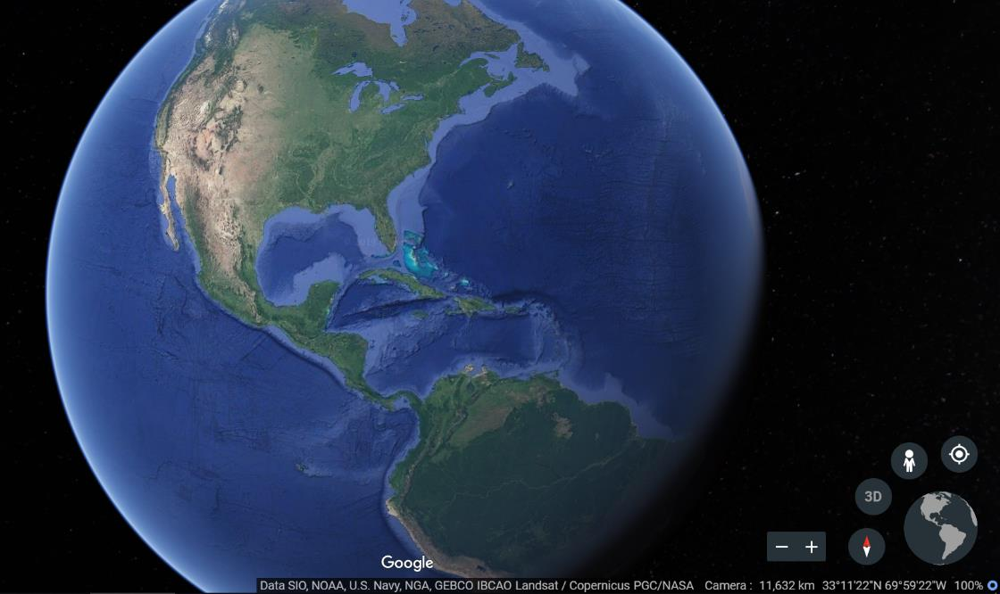 3D
Google
Data SIO, NOAA, U.S. Navy, NGA, GEBCO IBCAO Landsat / Copernicus PGC/NASA Camera : 11,632 km 33°11'22"N 69°59'22"W 100%